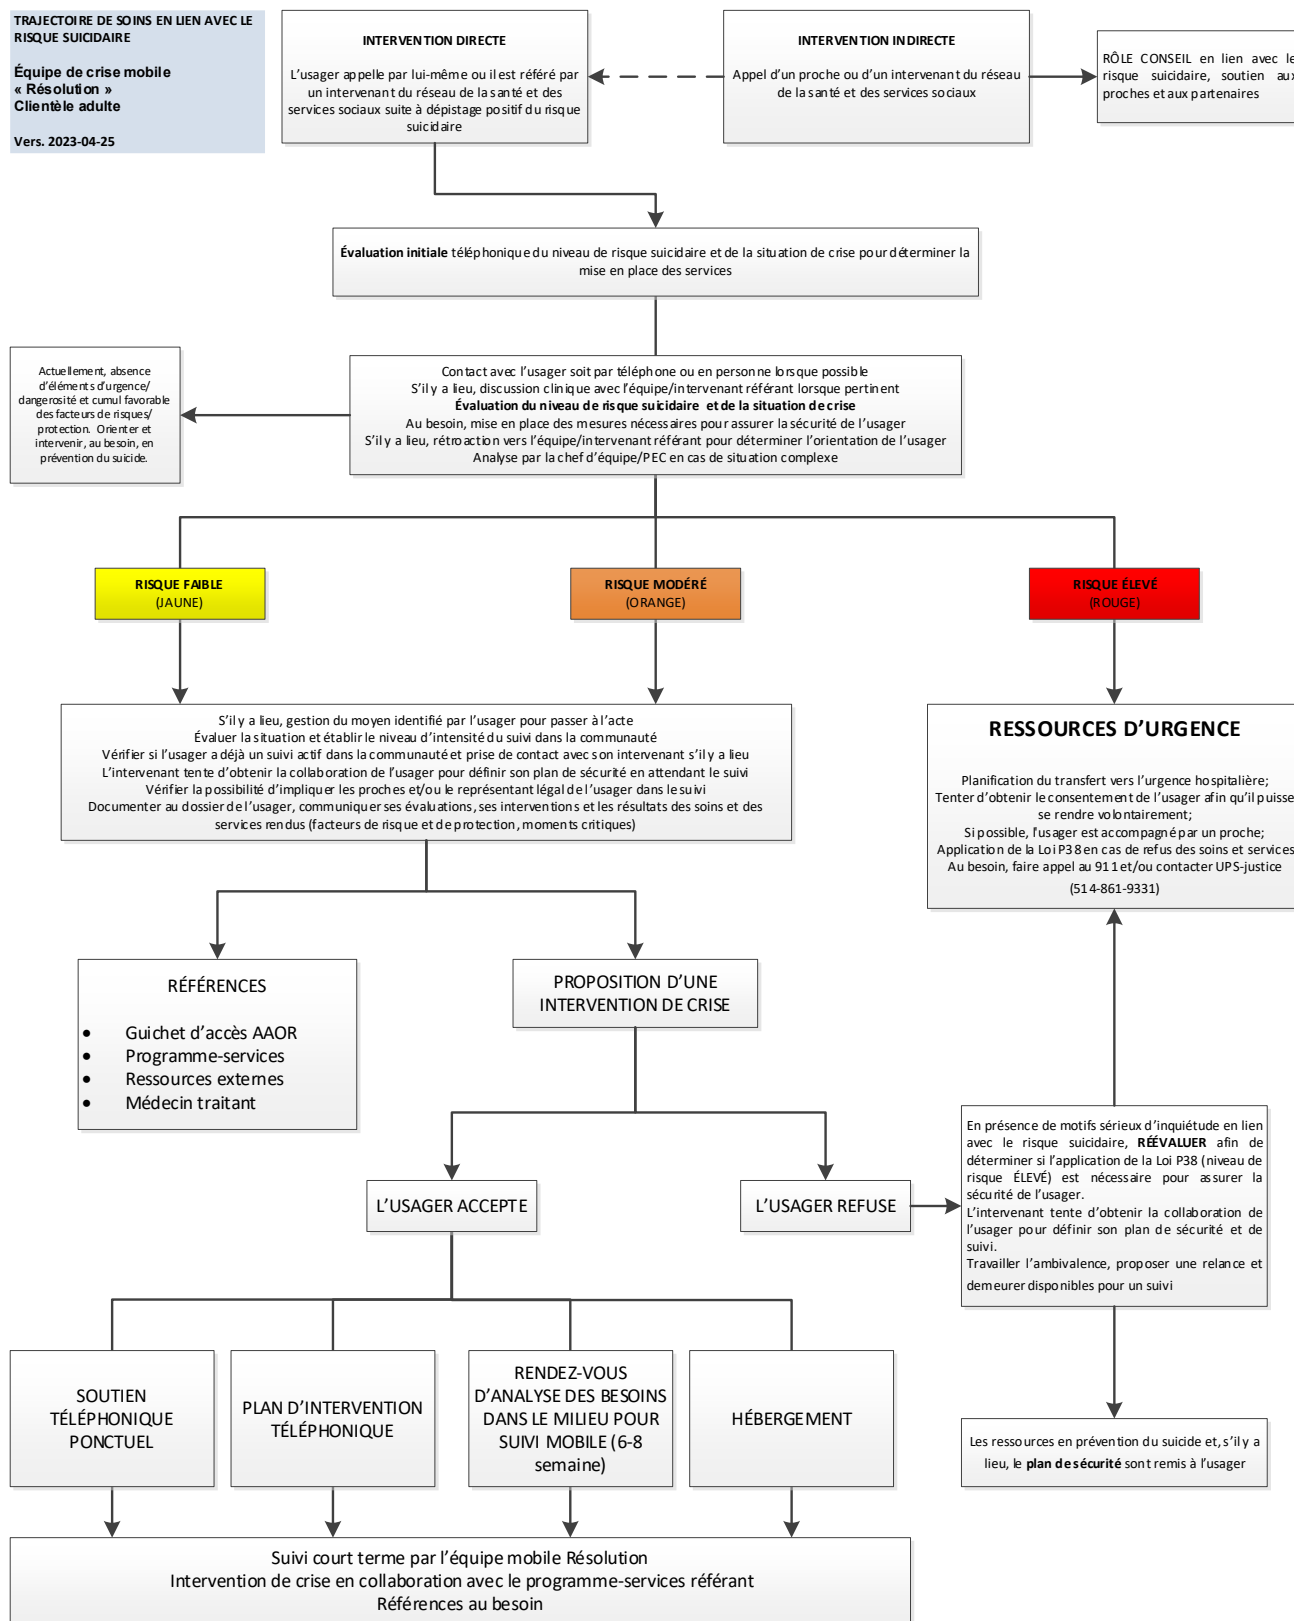 TRAJECTOIRE DE SOINS EN LIEN AVEC LE
RISQUE SUICIDAIRE
Équipe de crise mobile
« Résolution »
Clientèle adulte
Vers. 2023-04-25
INTERVENTION DIRECTE
L'usager appelle par lui-même ou il est référé par
un intervenant du réseau de la santé et des
services sociaux suite à dépistage positif du risque
suicidaire
INTERVENTION INDIRECTE
Appel d'un proche ou d'un intervenant du réseau
de la santé et des services sociaux
RÔLE CONSEIL en lien avec le
risque suicidaire, soutien aux
proches et aux partenaires
Évaluation initiale téléphonique du niveau de risque suicidaire et de la situation de crise pour déterminer la
mise en place des services
Actuellement, absence
d'éléments d'urgence/
dangerosité et cumul favorable
des facteurs de risques/
protection. Orienter et
intervenir, au besoin, en
prévention du suicide.
Contact avec l'usager soit par téléphone ou en personne lorsque possible
S'il y a lieu, discussion clinique avec l'équipe/intervenant référant lorsque pertinent
Évaluation du niveau de risque suicidaire et de la situation de crise
Au besoin, mise en place des mesures nécessaires pour assurer la sécurité de l'usager
S'il y a lieu, rétroaction vers l'équipe/intervenant référant pour déterminer l'orientation de l'usager
Analyse par la chef d'équipe/PEC en cas de situation complexe
RISQUE FAIBLE
(JAUNE)
RISQUE MODÉRÉ
(ORANGE)
RISQUE ÉLEVÉ
(ROUGE)
S'il y a lieu, gestion du moyen identifié par l'usager pour passer à l'acte
Évaluer la situation et établir le niveau d'intensité du suivi dans la communauté
Vérifier si l'usager a déjà un suivi actif dans la communauté et prise de contact avec son intervenant s'il y a lieu
L'intervenant tente d'obtenir la collaboration de l'usager pour définir son plan de sécurité en attendant le suivi
Vérifier la possibilité d'impliquer les proches et/ou le représentant légal de l'usager dans le suivi
Documenter au dossier de l'usager, communiquer ses évaluations, ses interventions et les résultats des soins et des
services rendus (facteurs de risque et de protection, moments critiques)
RESSOURCES D'URGENCE
Planification du transfert vers l'urgence hospitalière;
Tenter d'obtenir le consentement de l'usager afin qu'il puisse
se rendre volontairement;
Si possible, l'usager est accompagné par un proche;
Application de la Loi P38 en cas de refus des soins et services
Au besoin, faire appel au 911 et/ou contacter UPS-justice
(514-861-9331)
RÉFÉRENCES
• Guichet d'accès AAOR
• Programme-services
• Ressources externes
• Médecin traitant
PROPOSITION D'UNE
INTERVENTION DE CRISE
L'USAGER ACCEPTE
L'USAGER REFUSE
En présence de motifs sérieux d'inquiétude en lien
avec le risque suicidaire, RÉÉVALUER afin de
déterminer si l'application de la Loi P38 (niveau de
risque ÉLEVÉ) est nécessaire pour assurer la
sécurité de l'usager.
L'intervenant tente d'obtenir la collaboration de
l'usager pour définir son plan de sécurité et de
suivi.
Travailler l'ambivalence, proposer une relance et
demeurer disponibles pour un suivi
SOUTIEN
TÉLÉPHONIQUE
PONCTUEL
PLAN D'INTERVENTION
TÉLÉPHONIQUE
RENDEZ-VOUS
D'ANALYSE DES BESOINS
DANS LE MILIEU POUR
SUIVI MOBILE (6-8
semaine)
HÉBERGEMENT
Les ressources en prévention du suicide et, s'il y a
lieu, le plan de sécurité sont remis à l'usager
Suivi court terme par l'équipe mobile Résolution
Intervention de crise en collaboration avec le programme-services référant
Références au besoin